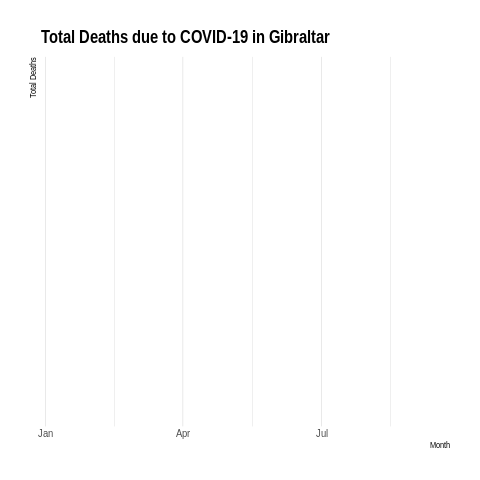 Total Deaths due to COVID-19 in Gibraltar
Total Deaths
Jan Apr Jul
Month